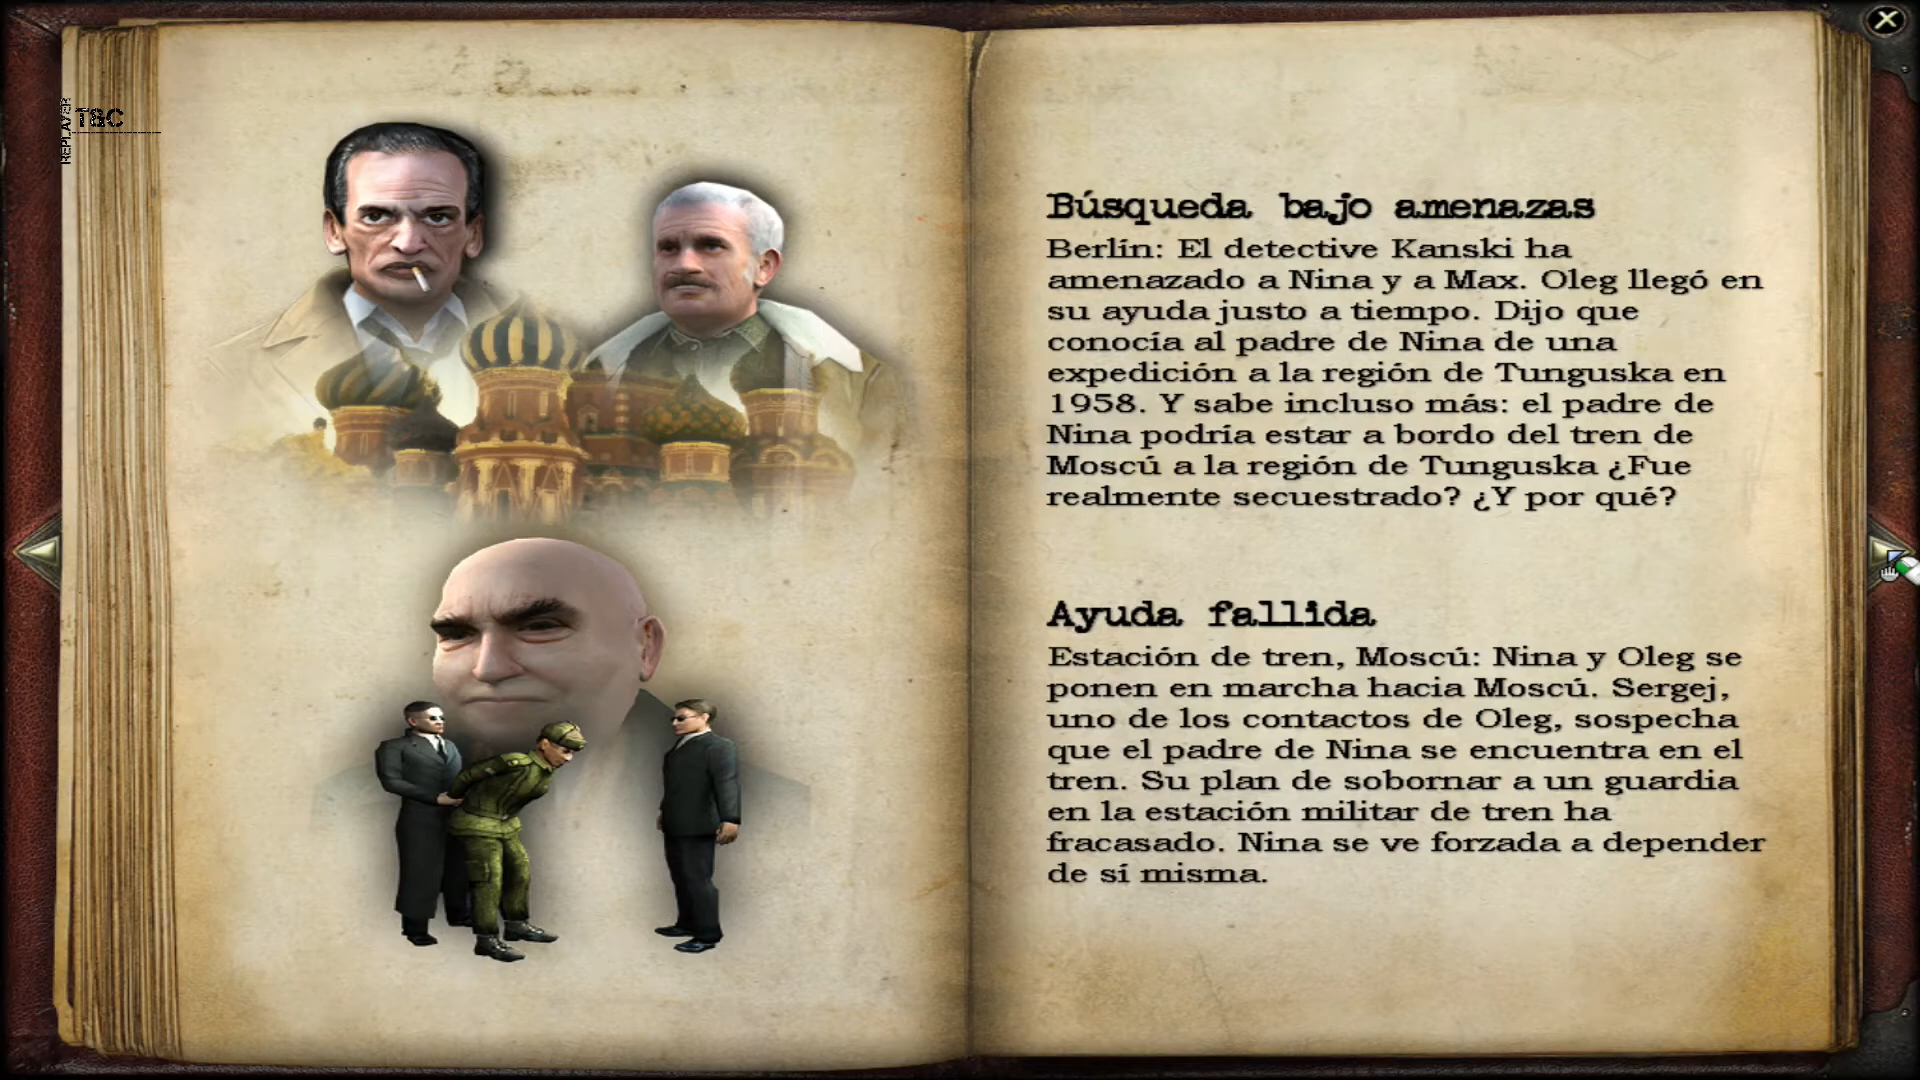 REPLAYER
T8C
Búsqueda bajo amenazas
Berlín: El detective Kanski ha
amenazado a Nina y a Max. Oleg llegó en
su ayuda justo a tiempo. Dijo que
conocía al padre de Nina de una
expedición a la región de Tunguska en
1958. Y sabe incluso más: el padre de
Nina podría estar a bordo del tren de
Moscú a la región de Tunguska ¿Fue
realmente secuestrado? ¿Y por qué?
Ayuda fallida
Estación de tren, Moscú: Nina y Oleg se
ponen en marcha hacia Moscú. Sergej,
uno de los contactos de Oleg, sospecha
que el padre de Nina se encuentra en el
tren. Su plan de sobornar a un guardia
en la estación militar de tren ha
fracasado. Nina se ve forzada a depender
de sí misma.